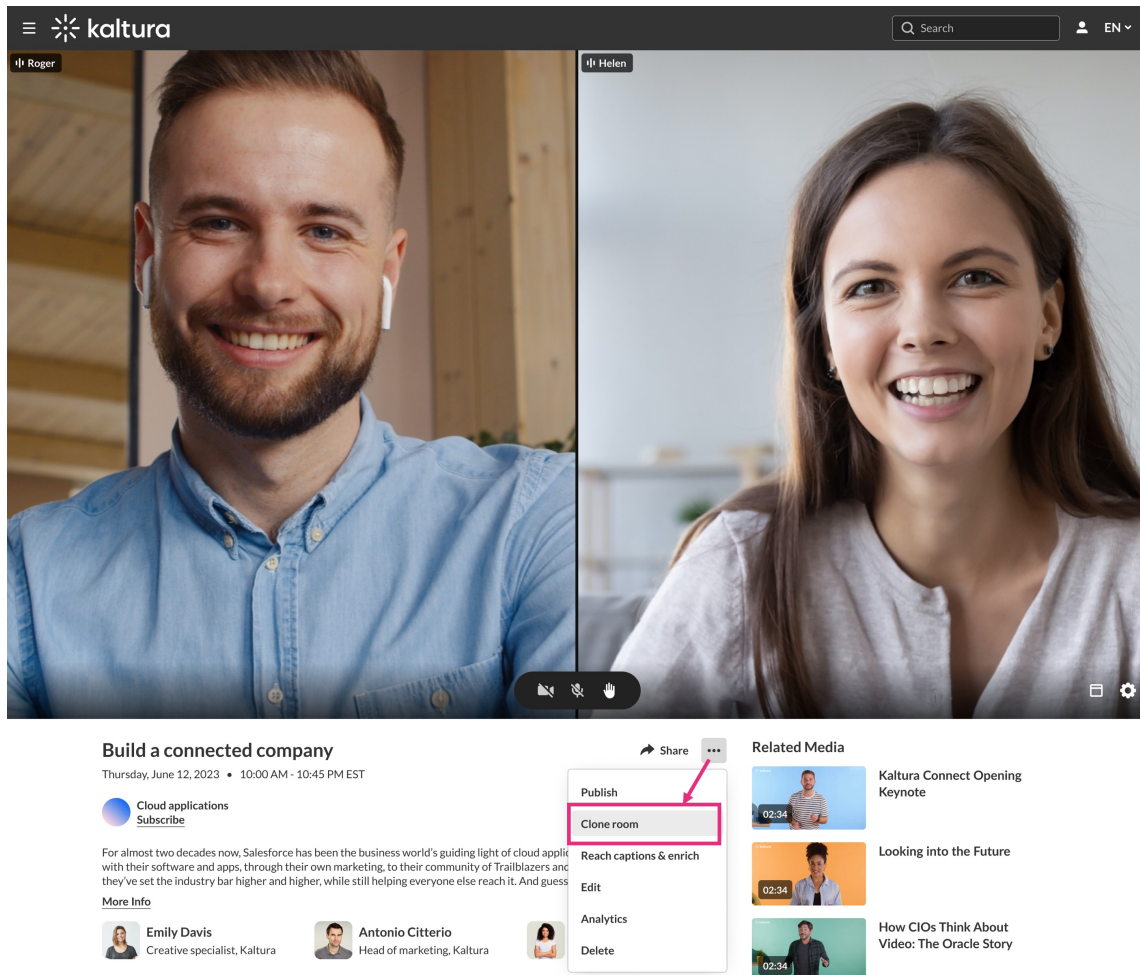 kaltura
Search
EN
Roger
Helen
Build a connected company
Share
Thursday, June 12, 2023 • 10:00 AM - 10:45 PM EST
Cloud applications
Subscribe
For almost two decades now, Salesforce has been the business world's guiding light of cloud applic
with their software and apps, through their own marketing, to their community of Trailblazers and
they've set the industry bar higher and higher, while still helping everyone else reach it. And guess
More Info
Emily Davis
Creative specialist, Kaltura
Antonio Citterio
Head of marketing, Kaltura
Publish
Clone room
Reach captions & enrich
Edit
Analytics
Delete
Related Media
02:34
Kaltura Connect Opening
Keynote
02:34
Looking into the Future
02:34
How CIOs Think About
Video: The Oracle Story